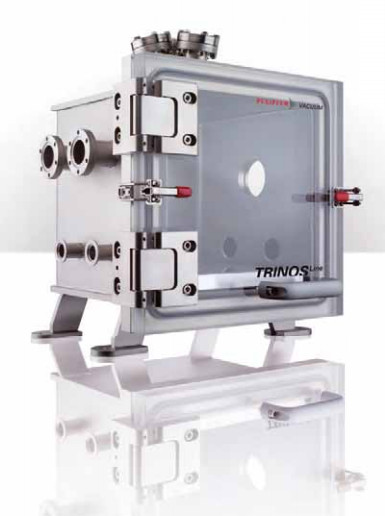 PFEIFFER VACUUM
TRINOS Line